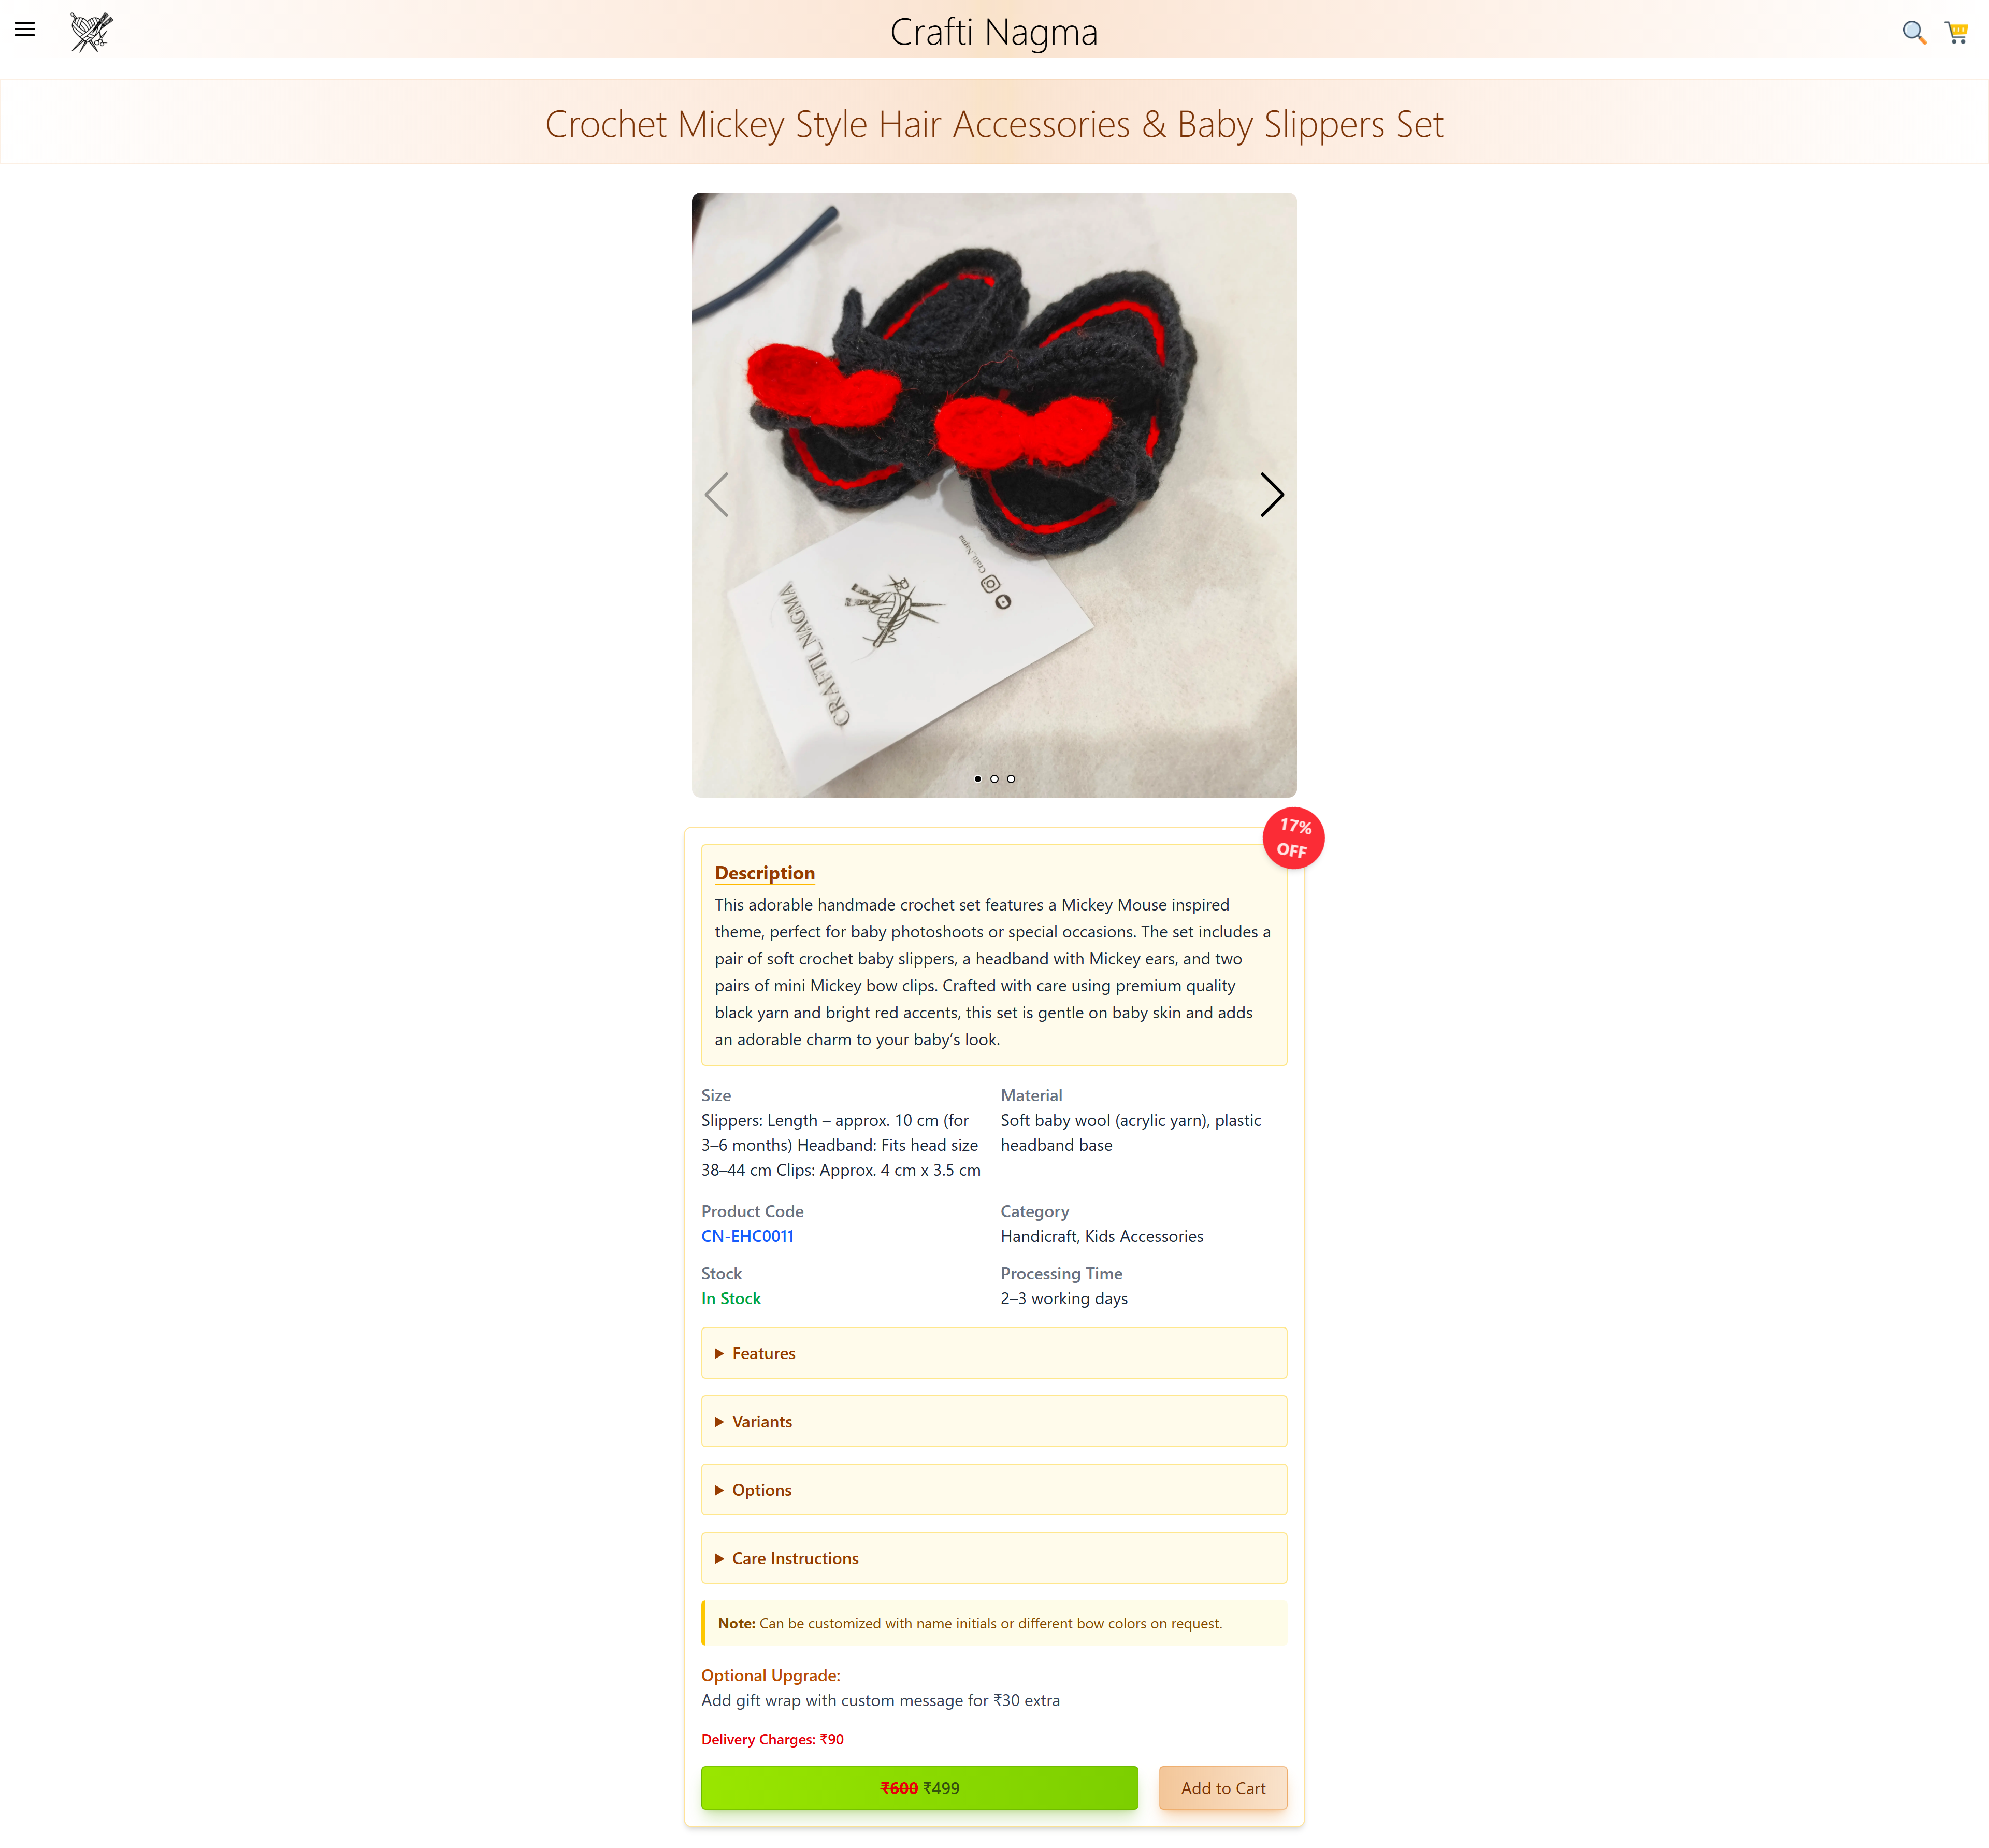 Crafti Nagma
Crochet Mickey Style Hair Accessories & Baby Slippers Set
Crafti_Nagma
CRAFTI_NAGMA
17%
OFF
Description
This adorable handmade crochet set features a Mickey Mouse inspired
theme, perfect for baby photoshoots or special occasions. The set includes a
pair of soft crochet baby slippers, a headband with Mickey ears, and two
pairs of mini Mickey bow clips. Crafted with care using premium quality
black yarn and bright red accents, this set is gentle on baby skin and adds
an adorable charm to your baby's look.
Size
Slippers: Length – approx. 10 cm (for
3–6 months) Headband: Fits head size
38–44 cm Clips: Approx. 4 cm x 3.5 cm
Material
Soft baby wool (acrylic yarn), plastic
headband base
Product Code
CN-EHC0011
Category
Handicraft, Kids Accessories
Stock
In Stock
Processing Time
2–3 working days
Features
Variants
Options
Care Instructions
Note: Can be customized with name initials or different bow colors on request.
Optional Upgrade:
Add gift wrap with custom message for ₹30 extra
Delivery Charges: ₹90
₹600 ₹499
Add to Cart